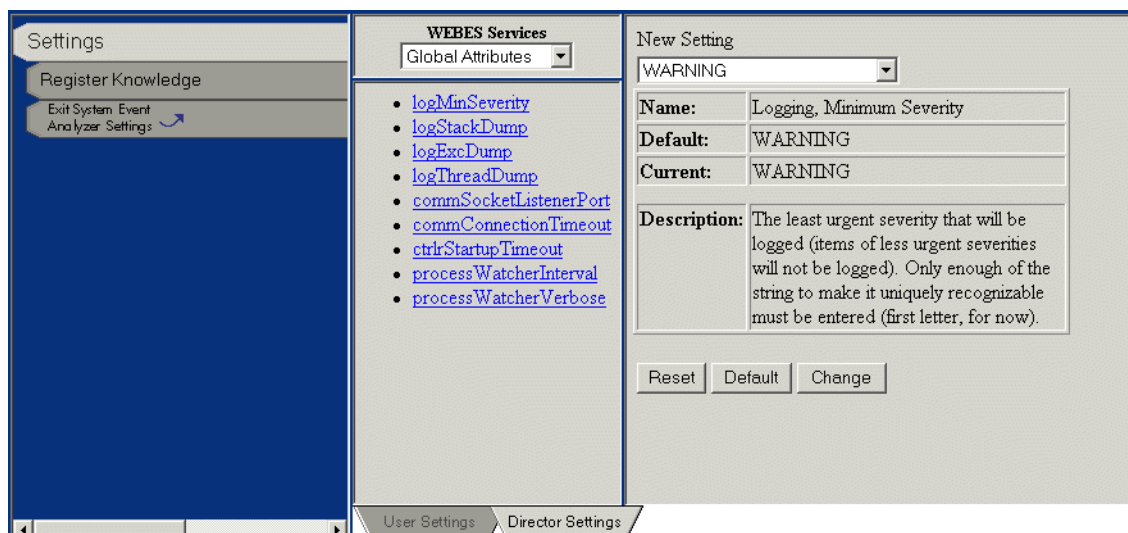 Settings
Register Knowledge
Exit System Event
Analyzer Settings
WEBES Services
Global Attributes
logMinSeverity
logStackDump
logExcDump
logThreadDump
commSocketListenerPort
commConnectionTimeout
ctrlrStartupTimeout
processWatcherInterval
processWatcherVerbose
New Setting
WARNING
Name: Logging, Minimum Severity
Default: WARNING
Current: WARNING
Description: The least urgent severity that will be
logged (items of less urgent severities
will not be logged). Only enough of the
string to make it uniquely recognizable
must be entered (first letter, for now).
Reset Default Change
User Settings Director Settings